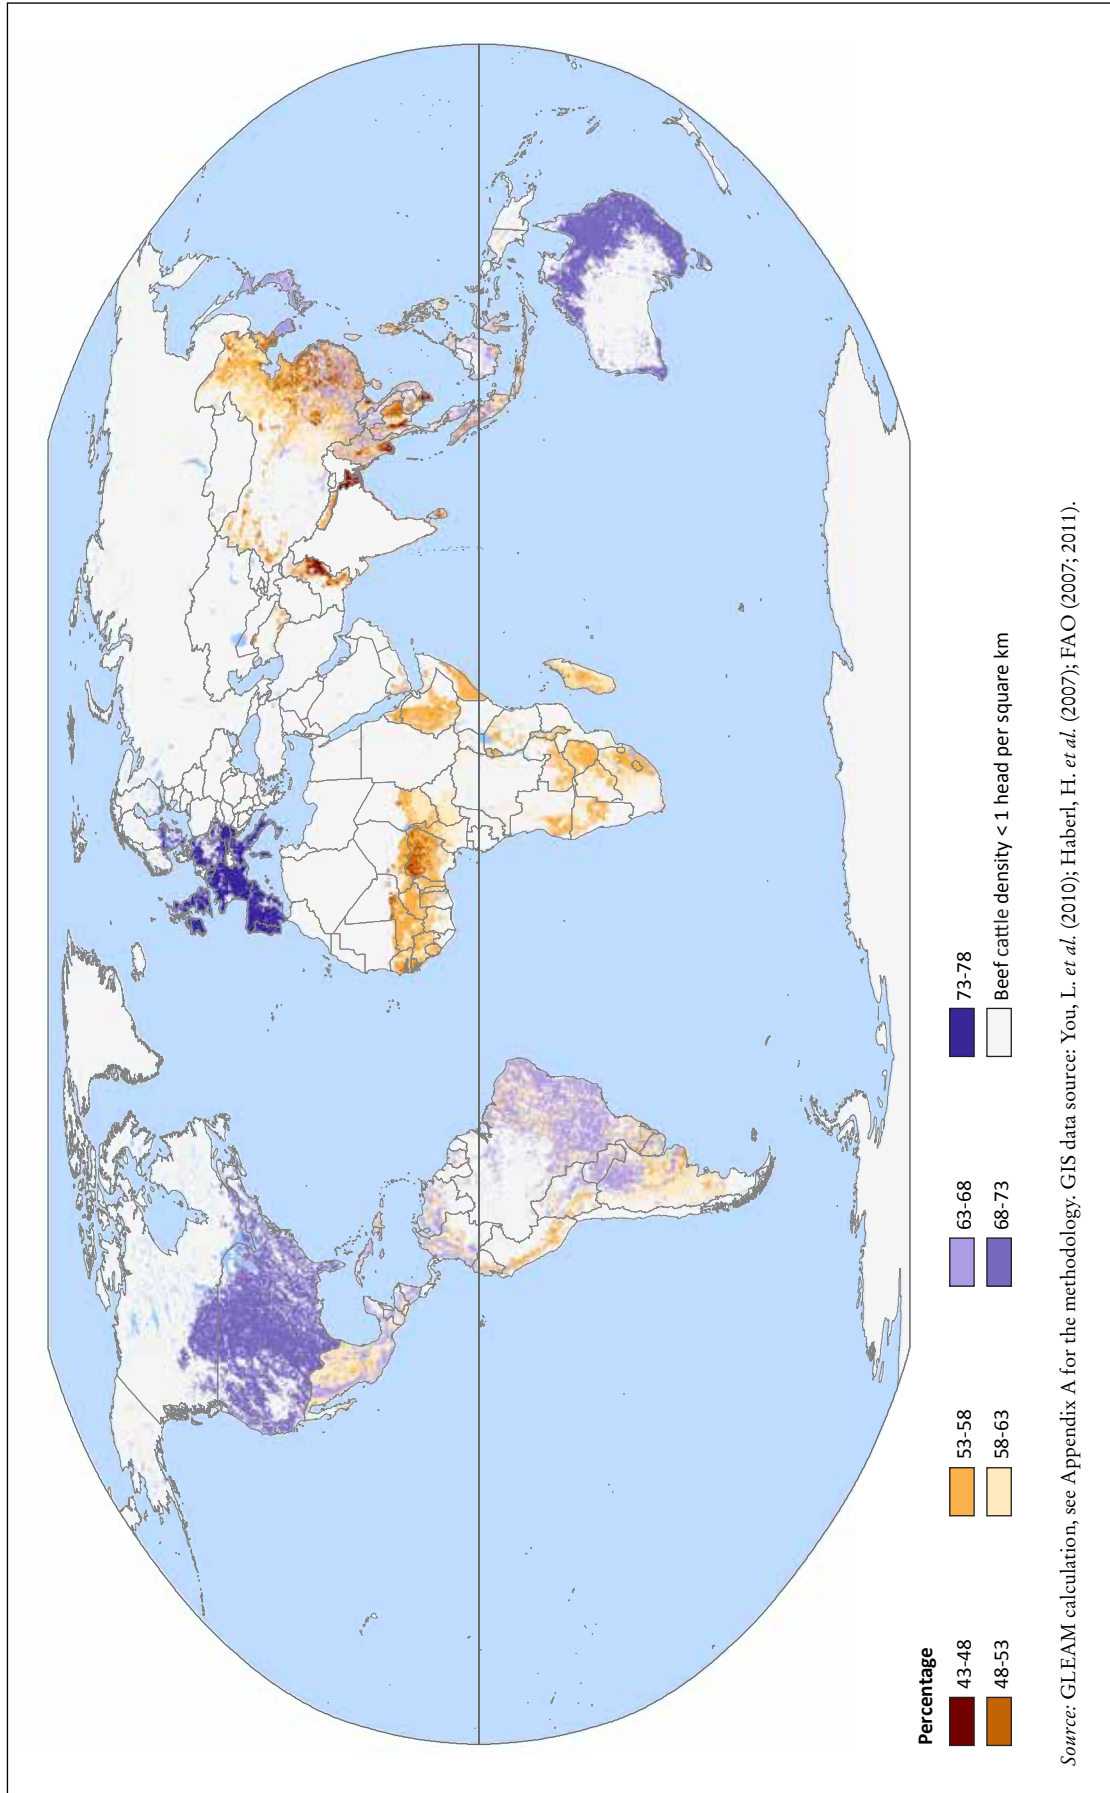 Percentage
43-48
48-53
53-58
58-63
63-68
68-73
73-78
Beef cattle density < 1 head per square km
Source: GLEAM calculation, see Appendix A for the methodology. GIS data source: You, L. et al. (2010); Haberl, H. et al. (2007); FAO (2007; 2011).